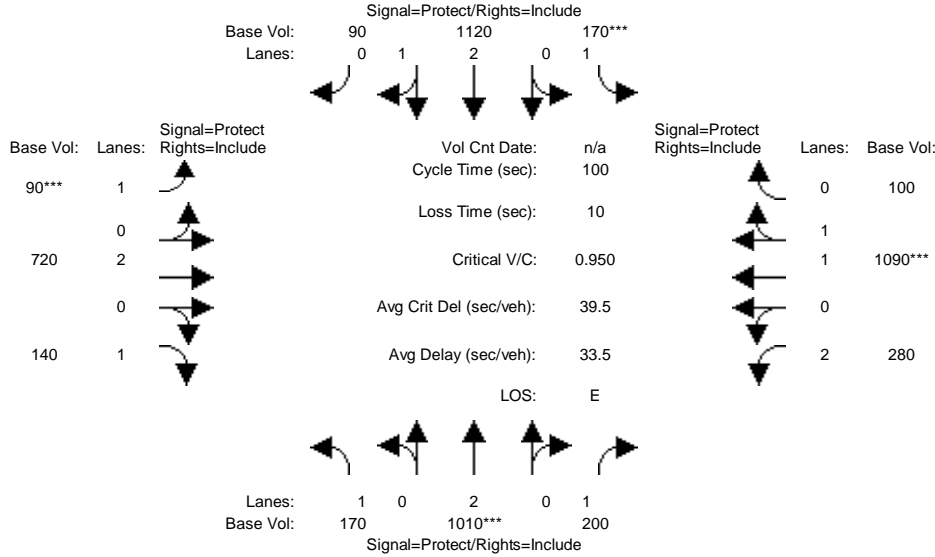 Signal=Protect/Rights=Include
Base Vol: 90 1120 170***
Lanes: 0 1 2 0 1
Signal=Protect
Rights=Include
Base Vol: Lanes:
90*** 1
0
720 2
0
140 1
Vol Cnt Date: n/a
Cycle Time (sec): 100
Loss Time (sec): 10
Critical V/C: 0.950
Avg Crit Del (sec/veh): 39.5
Avg Delay (sec/veh): 33.5
LOS: E
Signal=Protect
Rights=Include
Lanes: Base Vol:
0 100
1
1 1090***
0
2 280
Lanes: 1 0 2 0 1
Base Vol: 170 1010*** 200
Signal=Protect/Rights=Include